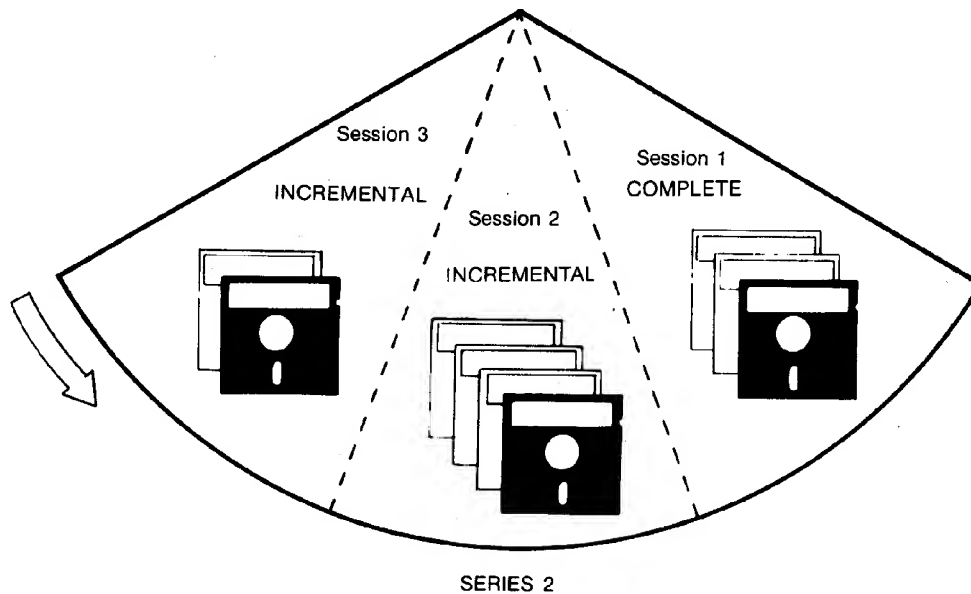 Session 3
INCREMENTAL
Session 2
INCREMENTAL
Session 1
COMPLETE
SERIES 2